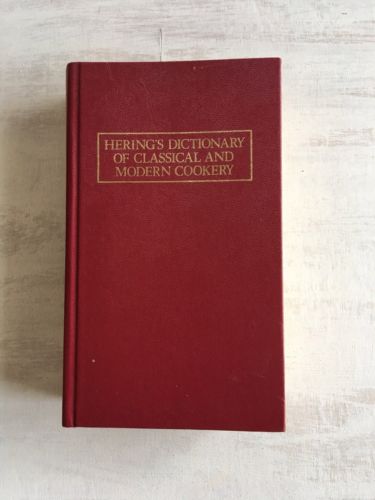 HERING'S DICTIONARY
OF CLASSICAL AND
MODERN COOKERY